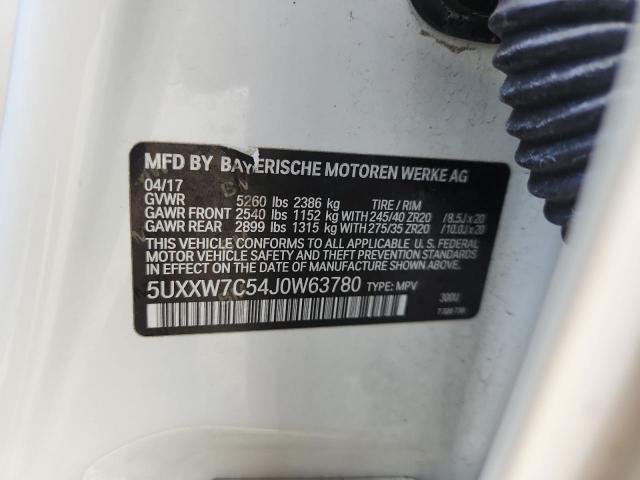 MFD BY BAYERISCHE MOTOREN WERKE AG
04/17
GVWR 5260 lbs 2386 kg TIRE / RIM
GAWR FRONT 2540 lbs 1152 kg WITH 245/40 ZR20 / 8.5J x 20
GAWR REAR 2899 lbs 1315 kg WITH 275/35 ZR20 / 10.0J x 20
THIS VEHICLE CONFORMS TO ALL APPLICABLE U. S. FEDERAL
MOTOR VEHICLE SAFETY, BUMPER, AND THEFT PREVENTION
STANDARDS IN EFFECT ON THE DATE OF MANUFACTURE SHOWN ABOVE.
5UXXW7C54J0W63780 TYPE: MPV
300U